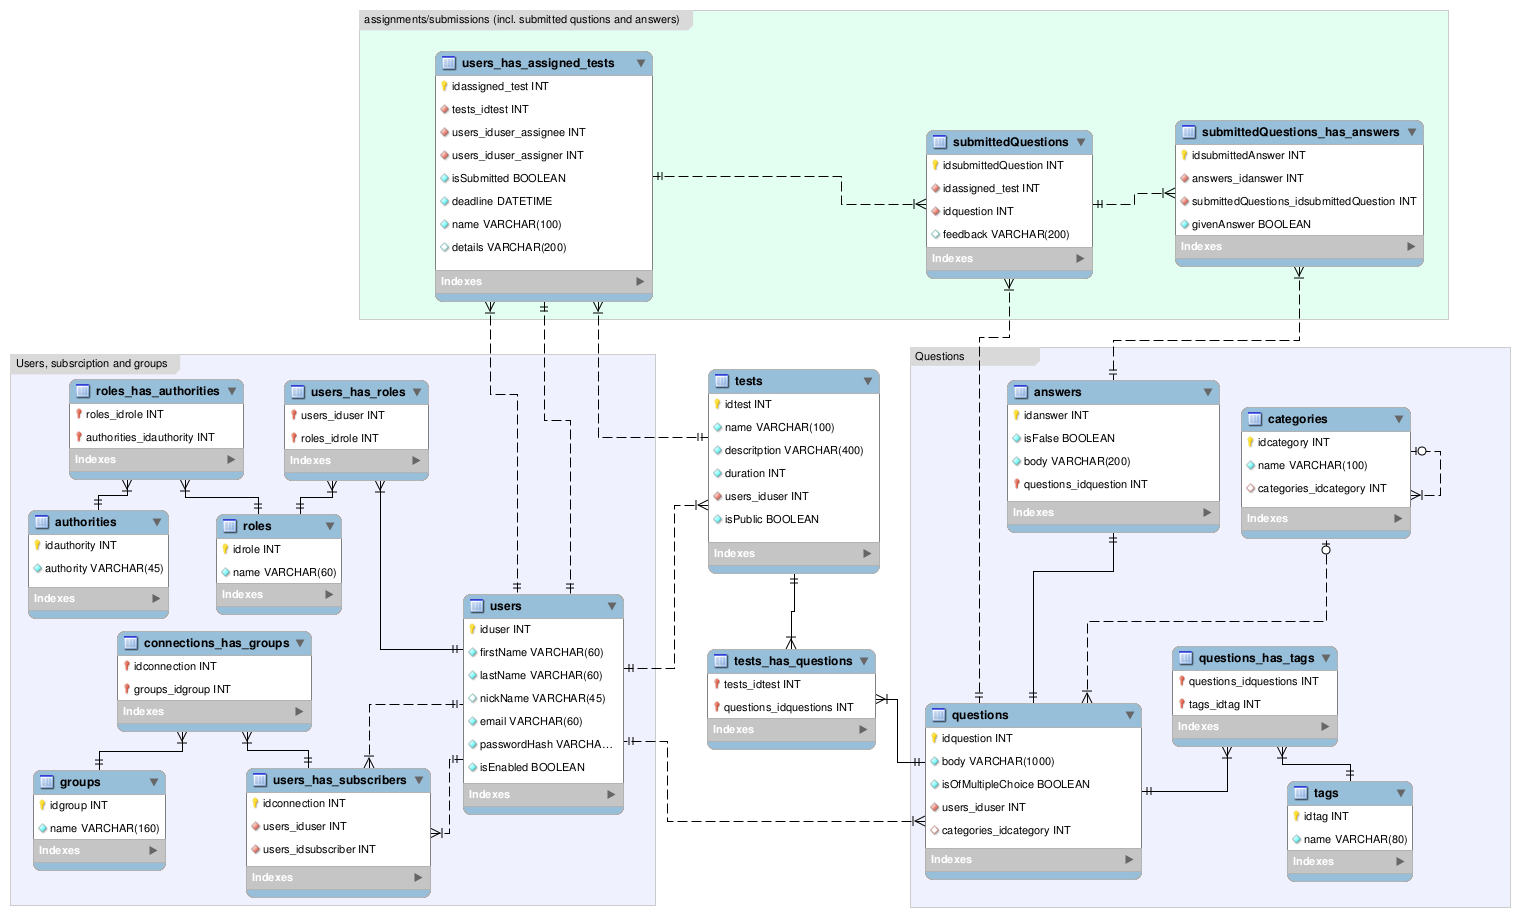 assignments/submissions (incl. submitted qustions and answers)
users_has_assigned_tests
idassigned_test INT
tests_idtest INT
users_iduser_assignee INT
users_iduser_assigner INT
isSubmitted BOOLEAN
deadline DATETIME
name VARCHAR(100)
details VARCHAR(200)
Indexes
submittedQuestions
idsubmittedQuestion INT
idassigned_test INT
idquestion INT
feedback VARCHAR(200)
Indexes
submittedQuestions_has_answers
idsubmittedAnswer INT
answers_idanswer INT
submittedQuestions_idsubmittedQuestion INT
givenAnswer BOOLEAN
Indexes
Users, subsrciption and groups
roles_has_authorities
roles_idrole INT
authorities_idauthority INT
Indexes
users_has_roles
users_iduser INT
roles_idrole INT
Indexes
authorities
idauthority INT
authority VARCHAR(45)
Indexes
roles
idrole INT
name VARCHAR(60)
Indexes
connections_has_groups
idconnection INT
groups_idgroup INT
Indexes
groups
idgroup INT
name VARCHAR(160)
Indexes
users_has_subscribers
idconnection INT
users_iduser INT
users_idsubscriber INT
Indexes
users
iduser INT
firstName VARCHAR(60)
lastName VARCHAR(60)
nickName VARCHAR(45)
email VARCHAR(60)
passwordHash VARCHA...
isEnabled BOOLEAN
Indexes
tests
idtest INT
name VARCHAR(100)
descritption VARCHAR(400)
duration INT
users_iduser INT
isPublic BOOLEAN
Indexes
tests_has_questions
tests_idtest INT
questions_idquestions INT
Indexes
Questions
answers
idanswer INT
isFalse BOOLEAN
body VARCHAR(200)
questions_idquestion INT
Indexes
categories
idcategory INT
name VARCHAR(100)
categories_idcategory INT
Indexes
questions
idquestion INT
body VARCHAR(1000)
isOfMultipleChoice BOOLEAN
users_iduser INT
categories_idcategory INT
Indexes
questions_has_tags
questions_idquestions INT
tags_idtag INT
Indexes
tags
idtag INT
name VARCHAR(80)
Indexes